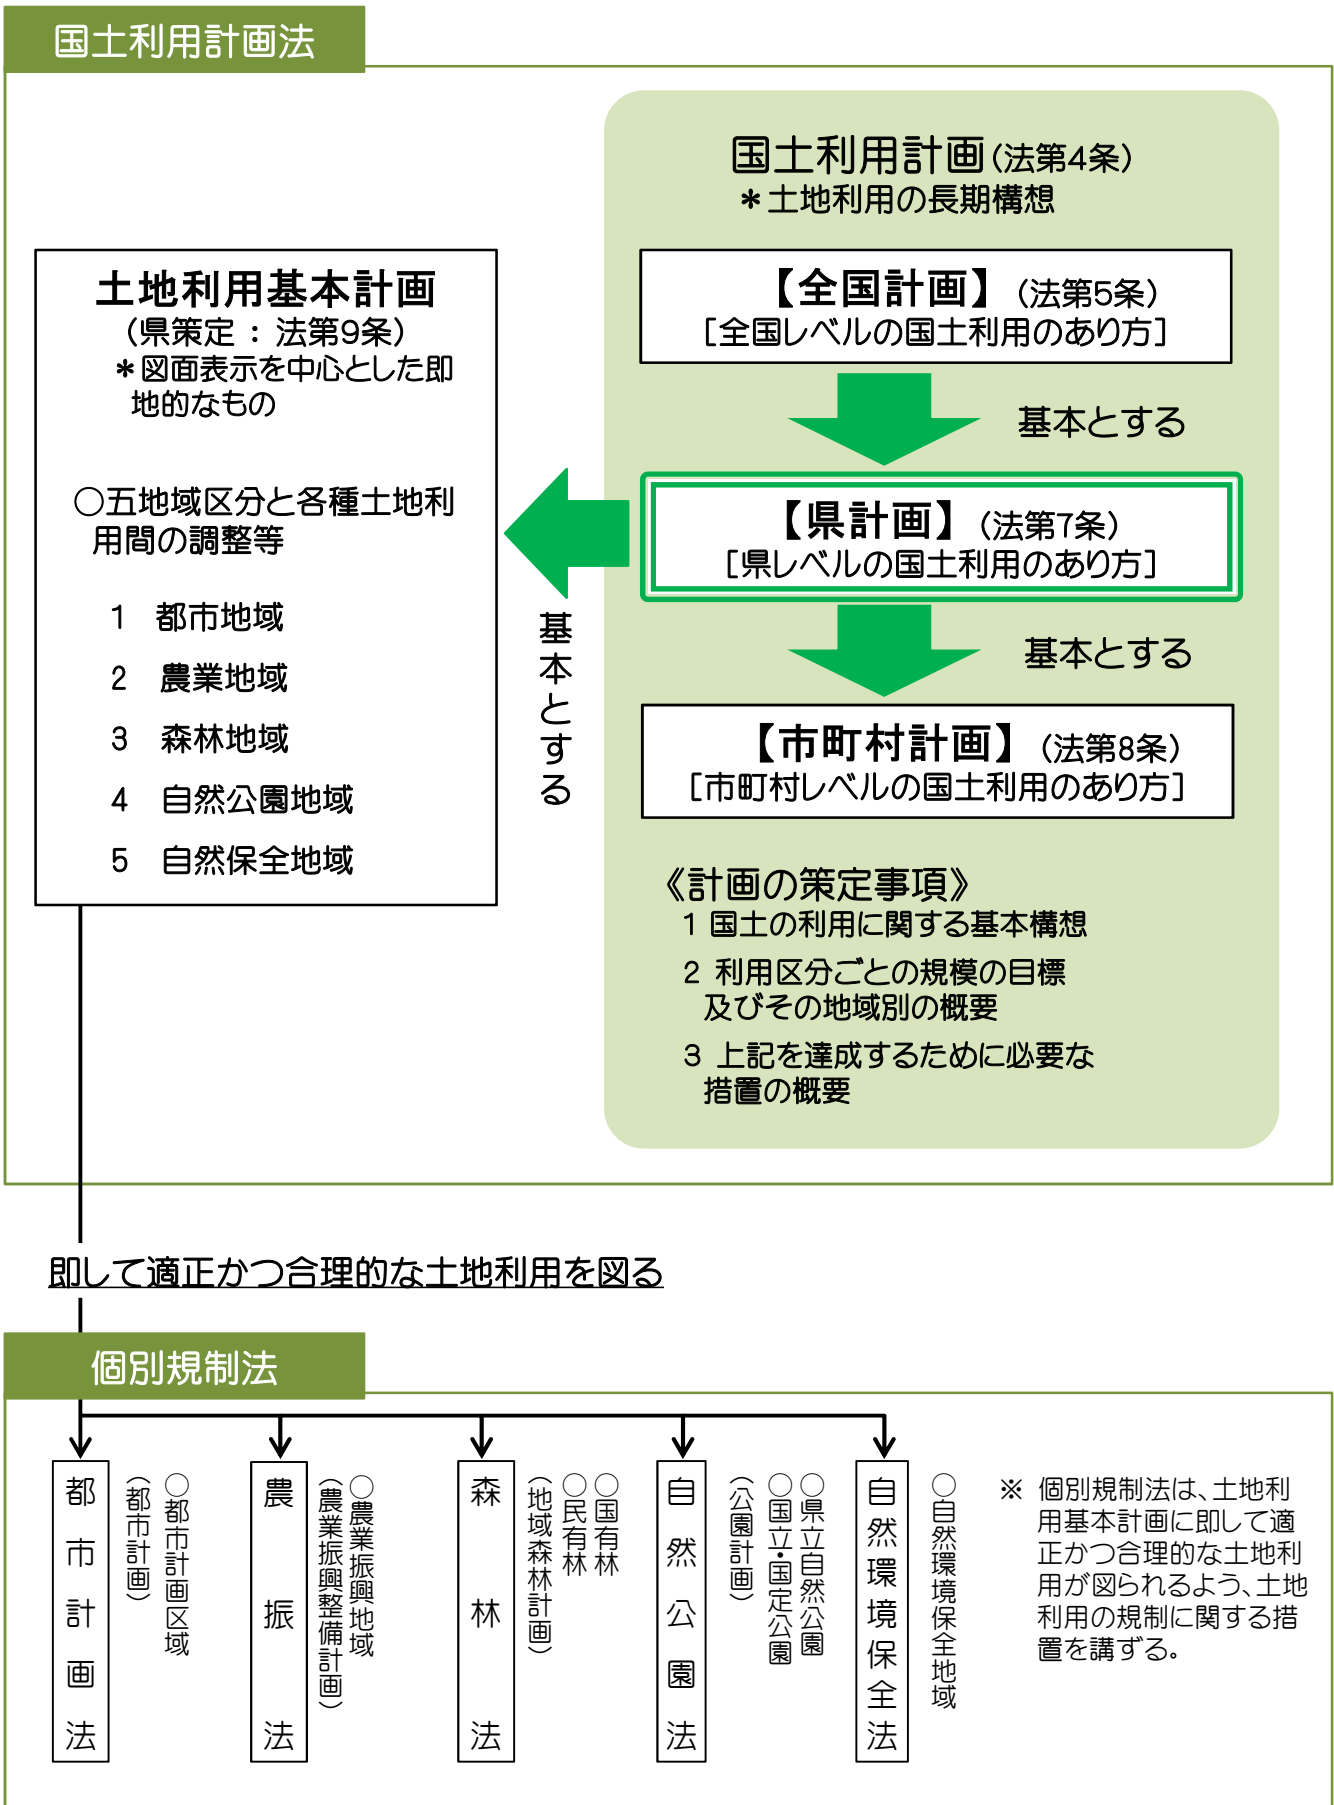 国土利用計画法
国土利用計画(法第4条)
＊土地利用の長期構想
【全国計画】(法第5条)
[全国レベルの国土利用のあり方]
基本とする
【県計画】(法第7条)
[県レベルの国土利用のあり方]
基本とする
【市町村計画】(法第8条)
[市町村レベルの国土利用のあり方]
《計画の策定事項》
1 国土の利用に関する基本構想
2 利用区分ごとの規模の目標
及びその地域別の概要
3 上記を達成するために必要な
措置の概要
基本とする
土地利用基本計画
(県策定：法第9条)
＊図面表示を中心とした即
地的なもの
○五地域区分と各種土地利
用間の調整等
1 都市地域
2 農業地域
3 森林地域
4 自然公園地域
5 自然保全地域
即して適正かつ合理的な土地利用を図る
個別規制法
都市計画法
○都市計画区域
(都市計画)
農振法
○農業振興地域
(農業振興整備計画)
森林法
○国有林
○民有林
(地域森林計画)
自然公園法
○県立自然公園
○国立・国定公園
(公園計画)
自然環境保全法
○自然環境保全地域
※ 個別規制法は、土地利
用基本計画に即して適
正かつ合理的な土地利
用が図られるよう、土地
利用の規制に関する措
置を講ずる。